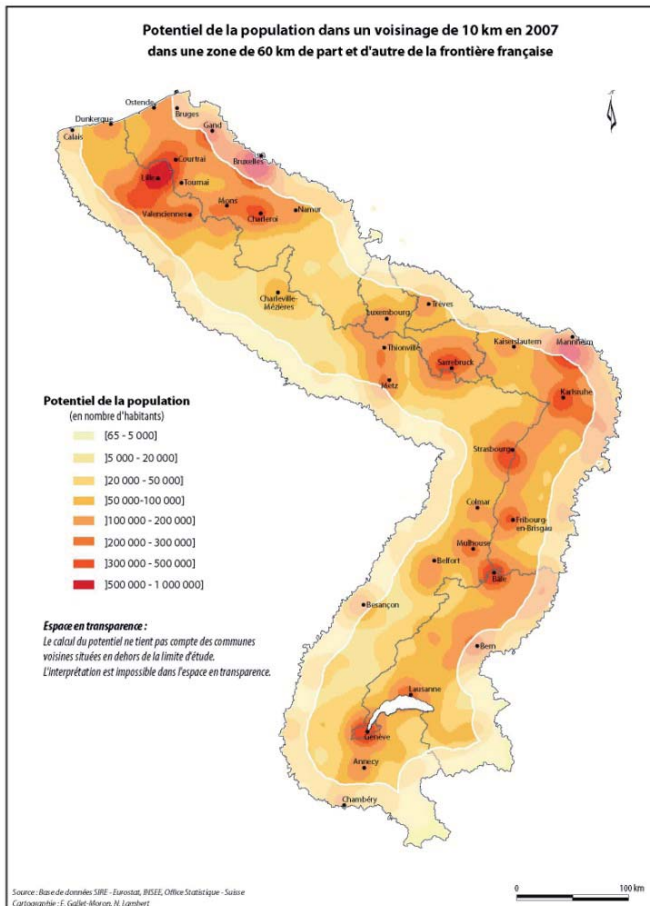 Potentiel de la population dans un voisinage de 10 km en 2007
dans une zone de 60 km de part et d'autre de la frontière française
Ostende
Bruges
Dunkerque
Gand
Calais
Bruxelles
Courtrai
Lille
Tournai
Mons
Namur
Valenciennes
Charleroi
Charleville-
Mézières
Trèves
Luxembourg
Kaiserslautern
Mannheim
Thionville
Sarrebruck
Metz
Karlsruhe
Potentiel de la population
(en nombre d'habitants)
]65 - 5 000]
]5 000 - 20 000]
]20 000 - 50 000]
]50 000-100 000]
]100 000 - 200 000]
]200 000 - 300 000]
]300 000 - 500 000]
]500 000 - 1 000 000]
Strasbourg
Colmar
Fribourg-
en-Brisgau
Mulhouse
Belfort
Bâle
Besançon
Espace en transparence :
Le calcul du potentiel ne tient pas compte des communes
voisines situées en dehors de la limite d'étude.
L'interprétation est impossible dans l'espace en transparence.
Bern
Lausanne
Genève
Annecy
Chambéry
Source : Base de données SIRE - Eurostat, INSEE, Office Statistique - Suisse
Cartographie : E. Gallet-Moron, N. Lambert
0 100 km